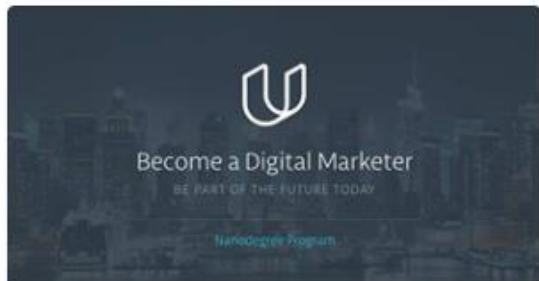 Become a Digital Marketer
BE PART OF THE FUTURE TODAY
Nanodegree Program